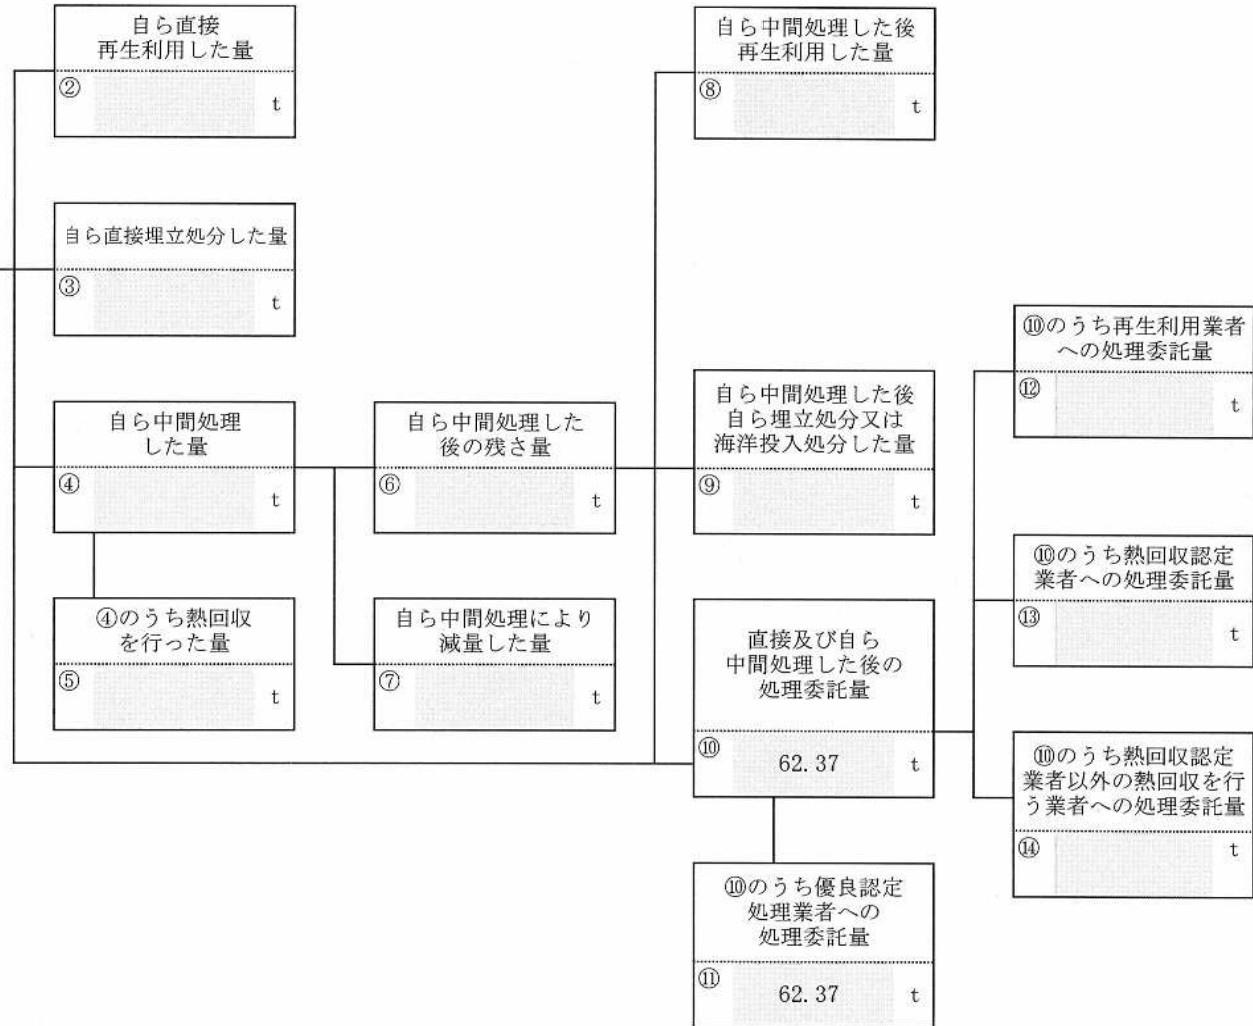 自ら直接
再生利用した量
② t
自ら中間処理した後
再生利用した量
⑧ t
自ら直接埋立処分した量
③ t
⑩のうち再生利用業者
への処理委託量
⑫ t
自ら中間処理
した量
④ t
自ら中間処理した
後の残さ量
⑥ t
自ら中間処理した後
自ら埋立処分又は
海洋投入処分した量
⑨ t
⑩のうち熱回収認定
業者への処理委託量
⑬ t
④のうち熱回収
を行った量
⑤ t
自ら中間処理により
減量した量
⑦ t
直接及び自ら
中間処理した後の
処理委託量
⑩ 62.37 t
⑩のうち熱回収認定
業者以外の熱回収を行
う業者への処理委託量
⑭ t
⑩のうち優良認定
処理業者への
処理委託量
⑪ 62.37 t